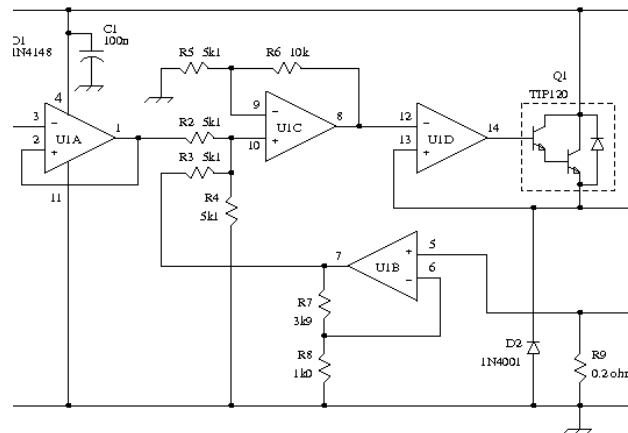 D1
1N4148
C1
100n
4
3
2
U1A
1
11
R5 5k1
R6 10k
R2 5k1
R3 5k1
R4
5k1
9
10
U1C
8
12
13
U1D
14
Q1
TIP120
7
U1B
5
6
R7
3k9
R8
1k0
D2
1N4001
R9
0.2 ohm